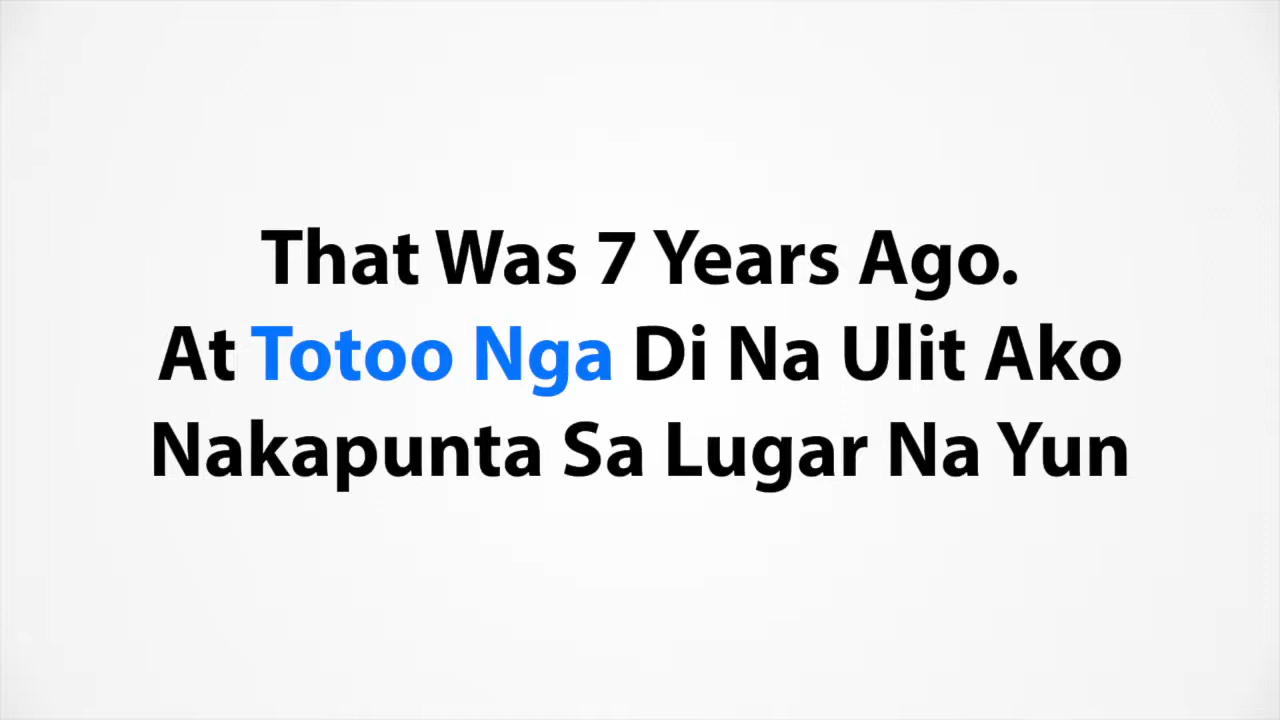 That Was 7 Years Ago.
At Totoo Nga Di Na Ulit Ako
Nakapunta Sa Lugar Na Yun